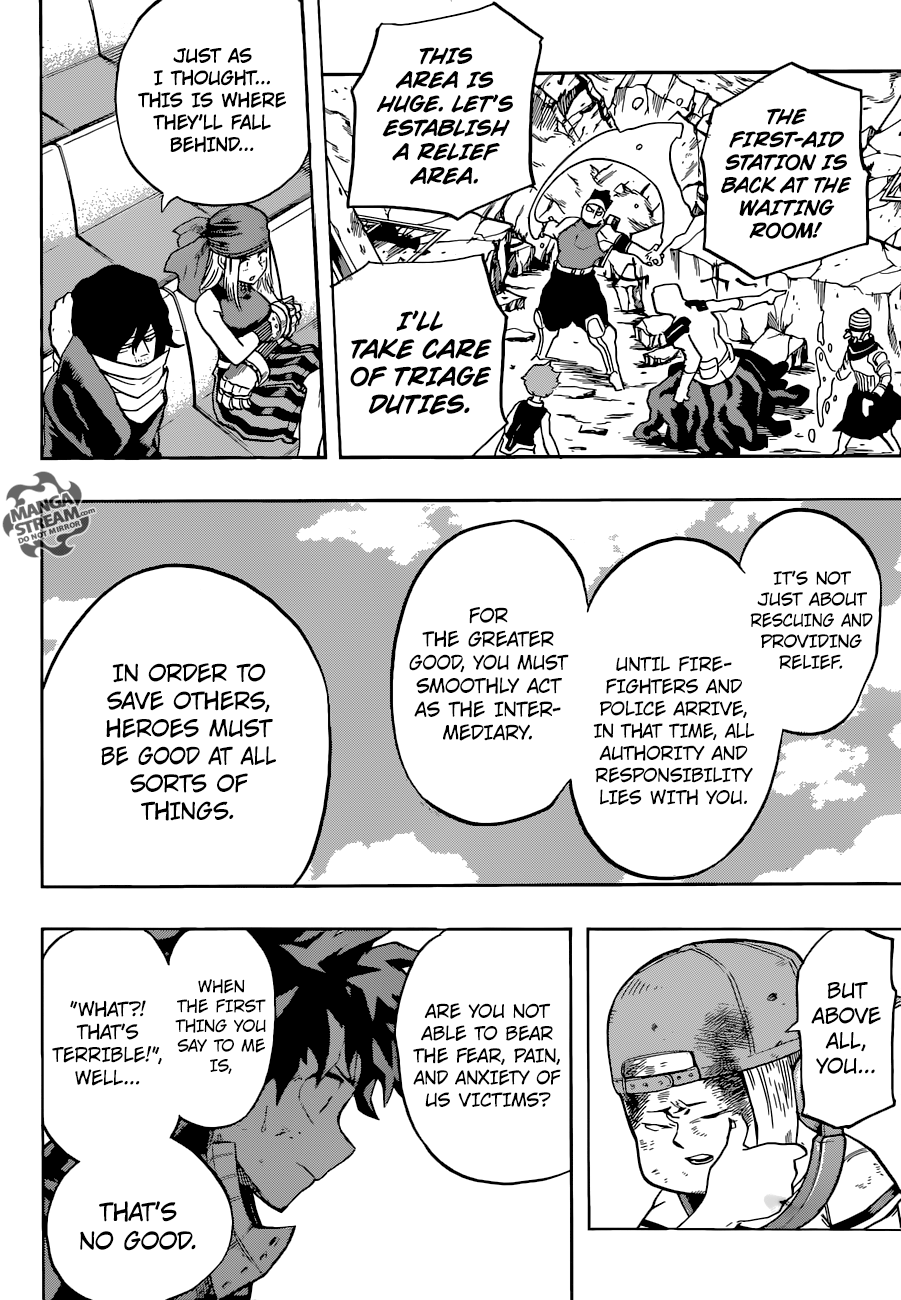 THE
FIRST-AID
STATION IS
BACK AT THE
WAITING
ROOM!
THIS
AREA IS
HUGE. LET'S
ESTABLISH
A RELIEF
AREA.
I'LL
TAKE CARE
OF TRIAGE
DUTIES.
JUST AS
I THOUGHT...
THIS IS WHERE
THEY'LL FALL
BEHIND...
MANGA
STREAM.com
DO NOT MIRROR
IT'S NOT
JUST ABOUT
RESCUING AND
PROVIDING
RELIEF.
UNTIL FIRE-
FIGHTERS AND
POLICE ARRIVE,
IN THAT TIME, ALL
AUTHORITY AND
RESPONSIBILITY
LIES WITH YOU.
FOR
THE GREATER
GOOD, YOU MUST
SMOOTHLY ACT
AS THE INTER-
MEDIARY.
IN ORDER TO
SAVE OTHERS,
HEROES MUST
BE GOOD AT ALL
SORTS OF
THINGS.
BUT
ABOVE
ALL,
YOU...
ARE YOU NOT
ABLE TO BEAR
THE FEAR, PAIN,
AND ANXIETY OF
US VICTIMS?
WHEN
THE FIRST
THING YOU
SAY TO ME
IS,
"WHAT?!
THAT'S
TERRIBLE!",
WELL...
THAT'S
NO GOOD.